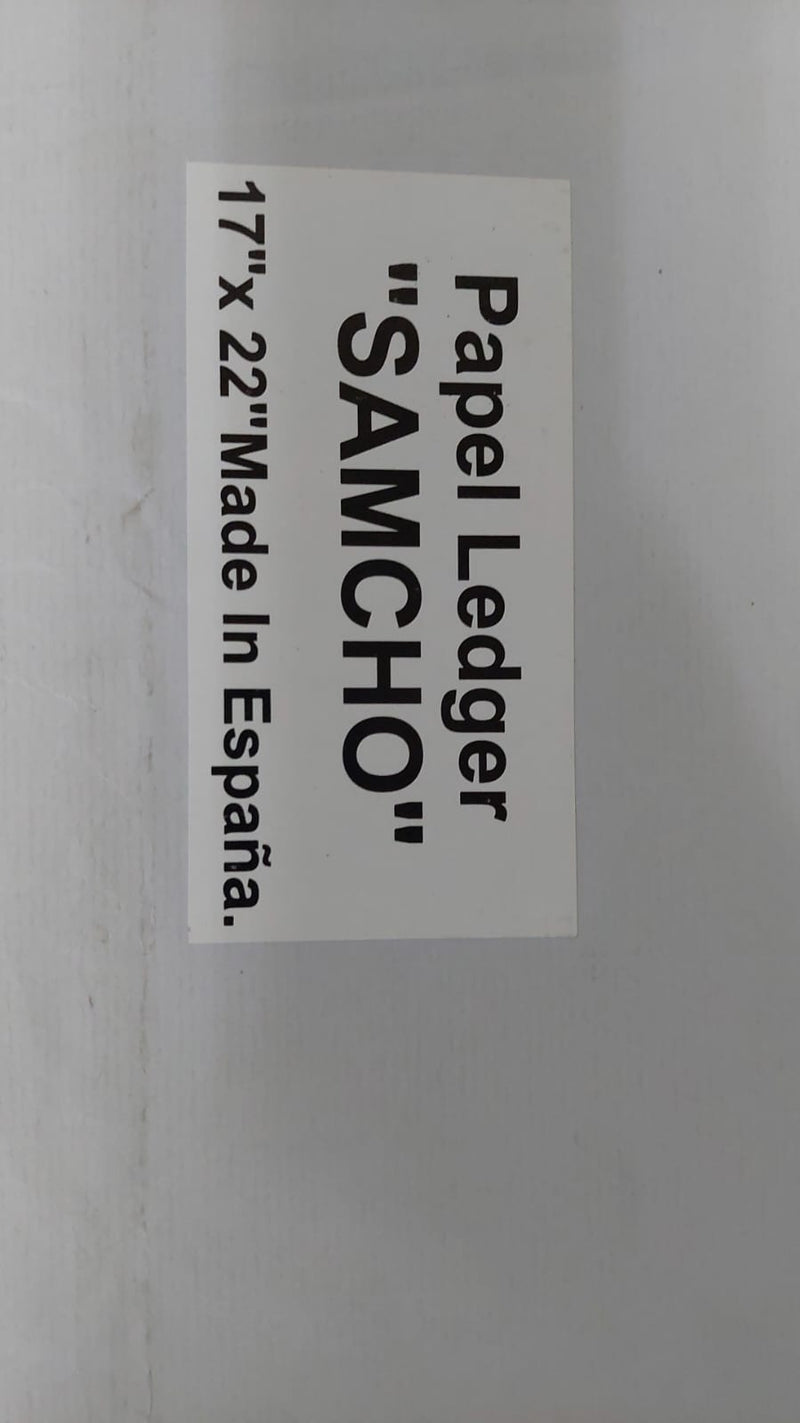 Papel Ledger
"SAMCHO"
17"x 22"Made In España.